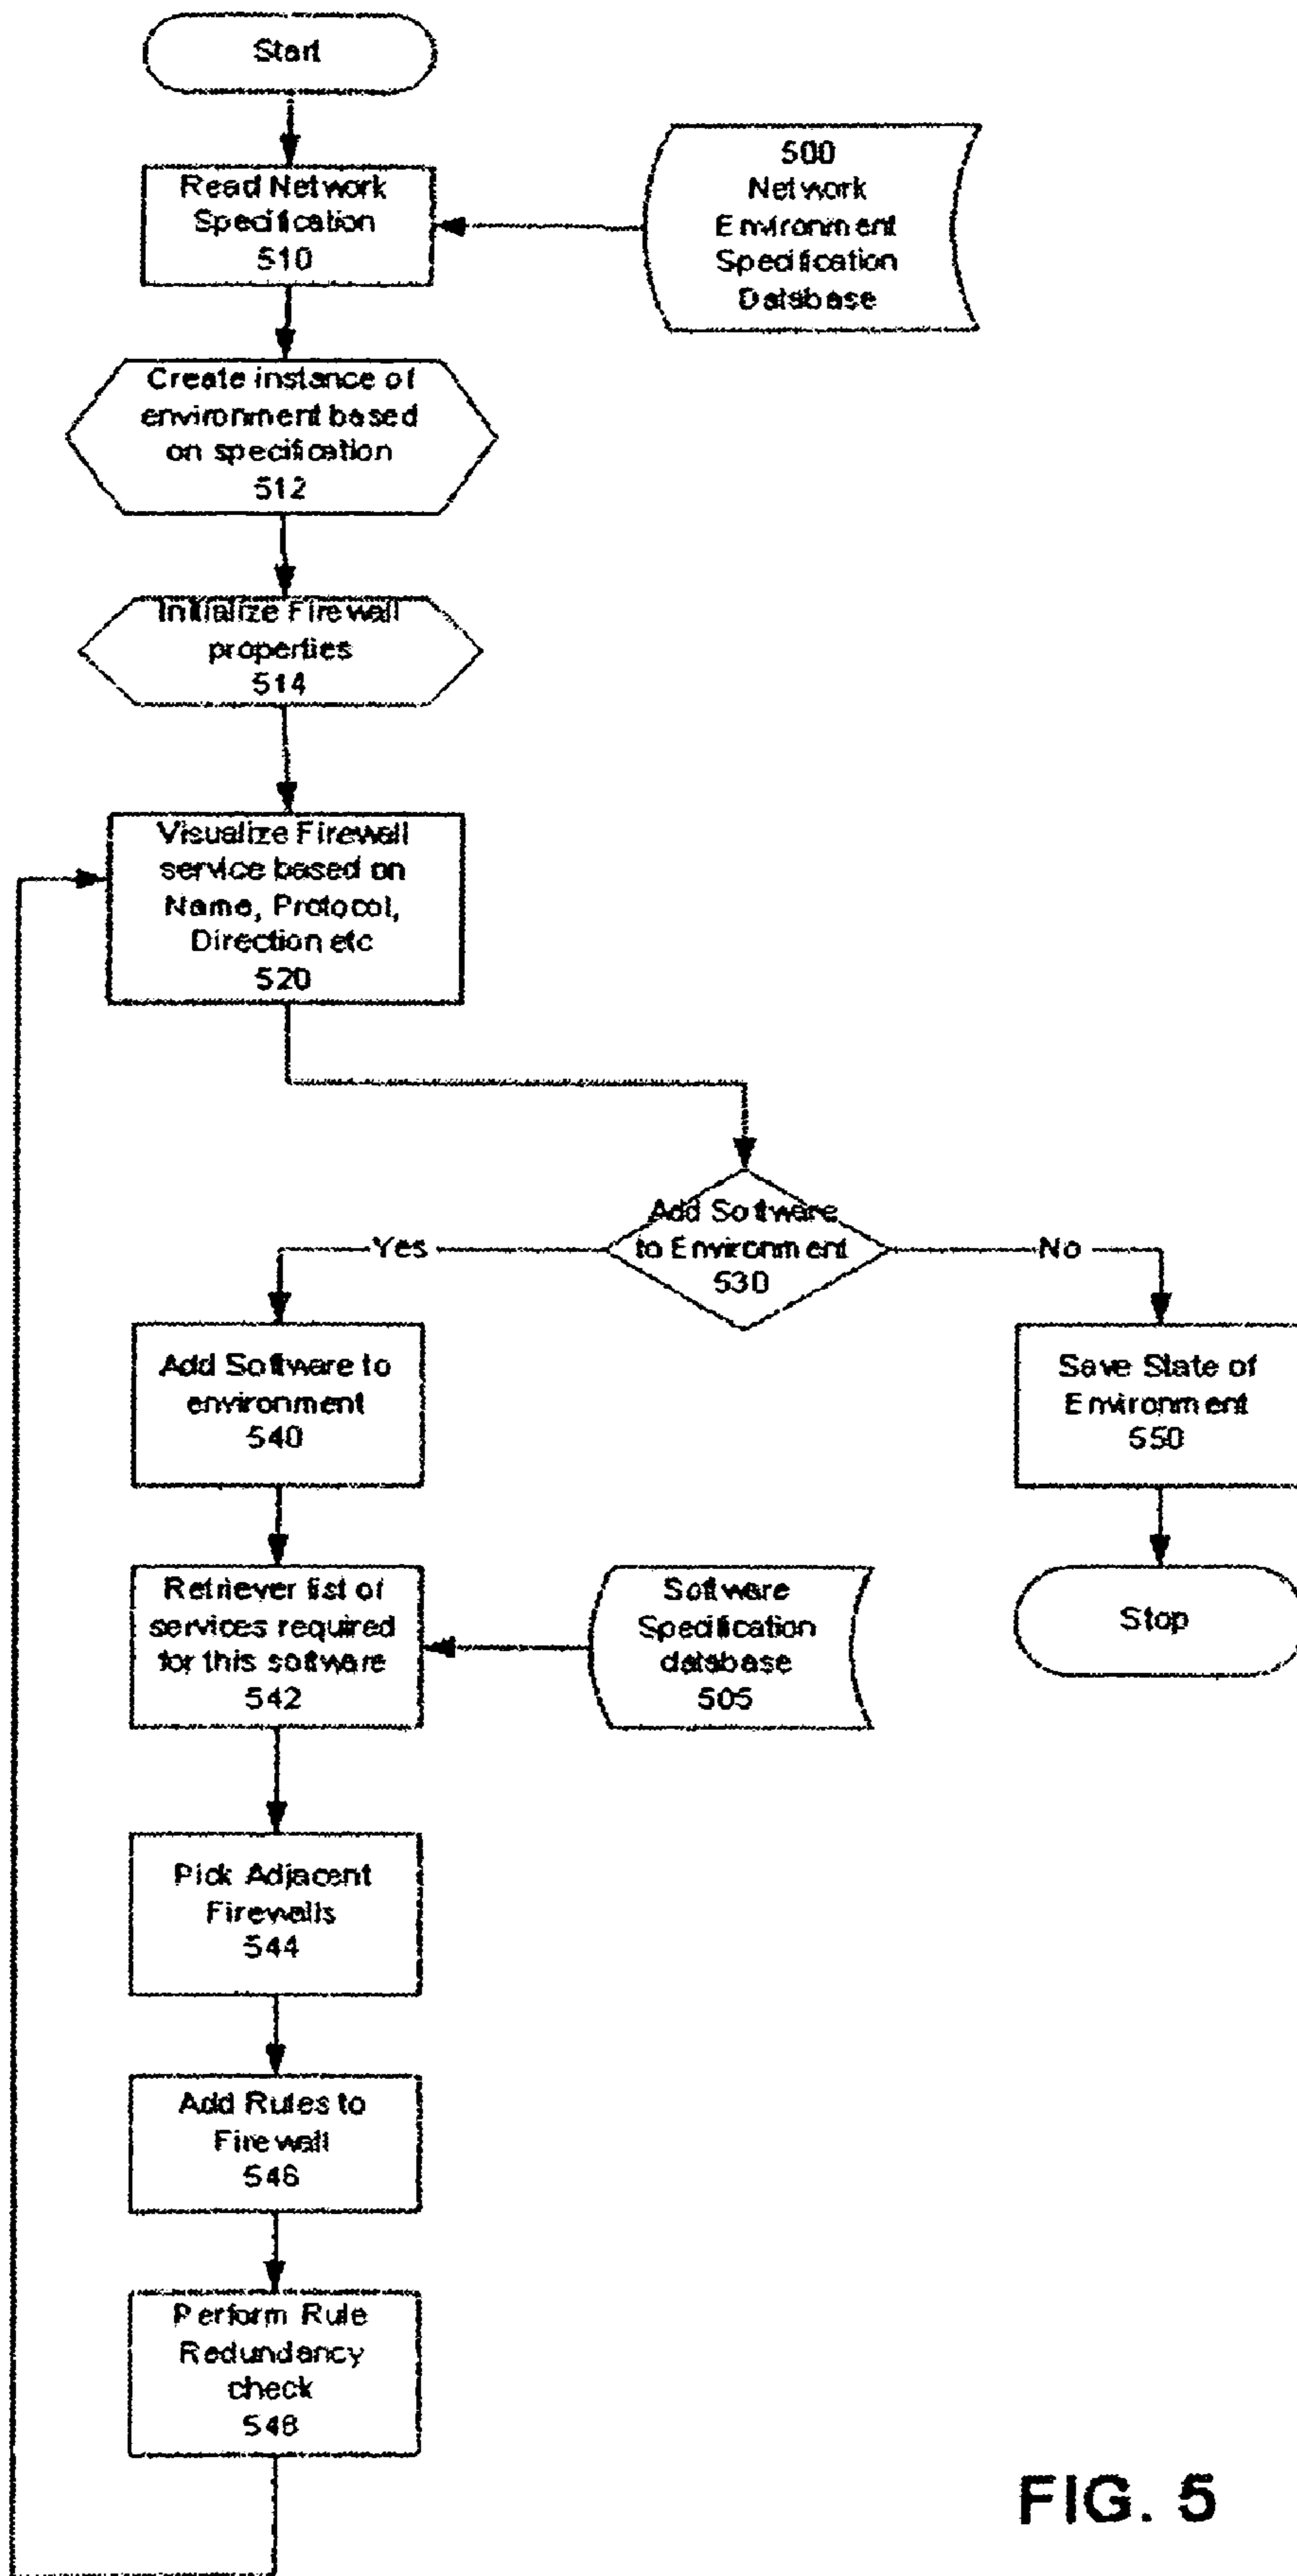 Start
Read Network
Specification
510
500
Network
Environment
Specification
Database
Create instance of
environment based
on specification
512
Initialize Firewall
properties
514
Visualize Firewall
service based on
Name, Protocol,
Direction etc
520
Add Software
to Environment
530
Yes
No
Add Software to
environment
540
Save State of
Environment
550
Retriever list of
services required
for this software
542
Software
Specification
database
505
Stop
Pick Adjacent
Firewalls
544
Add Rules to
Firewall
546
Perform Rule
Redundancy
check
548
FIG. 5